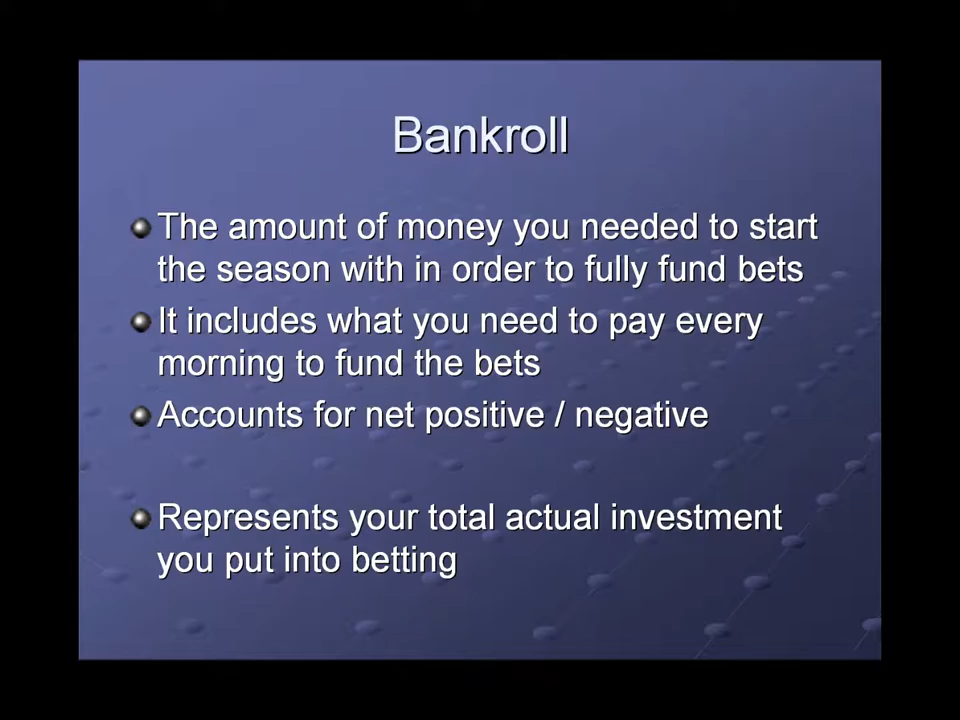 Bankroll
The amount of money you needed to start
the season with in order to fully fund bets
It includes what you need to pay every
morning to fund the bets
Accounts for net positive / negative
Represents your total actual investment
you put into betting